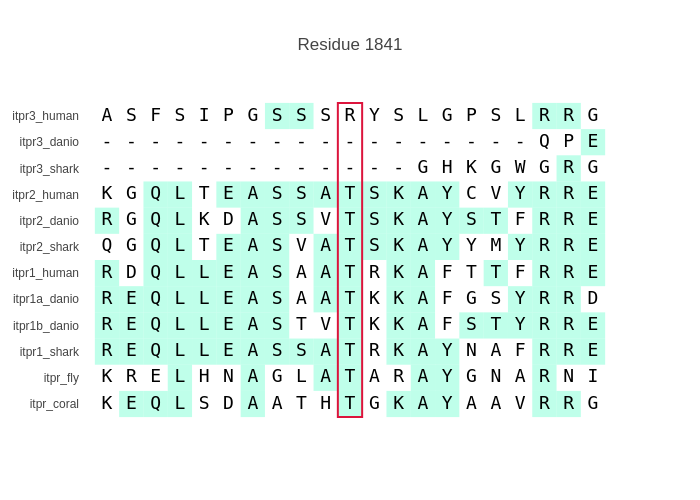 Residue 1841
itpr3_human A S F S I P G S S S R Y S L G P S L R R G
itpr3_danio - - - - - - - - - - - - - - - - - - Q P E
itpr3_shark - - - - - - - - - - - - - G H K G W G R G
itpr2_human K G Q L T E A S S A T S K A Y C V Y R R E
itpr2_danio R G Q L K D A S S V T S K A Y S T F R R E
itpr2_shark Q G Q L T E A S V A T S K A Y Y M Y R R E
itpr1_human R D Q L L E A S A A T R K A F T T F R R E
itpr1a_danio R E Q L L E A S A A T K K A F G S Y R R D
itpr1b_danio R E Q L L E A S T V T K K A F S T Y R R E
itpr1_shark R E Q L L E A S S A T R K A Y N A F R R E
itpr_fly K R E L H N A G L A T A R A Y G N A R N I
itpr_coral K E Q L S D A A T H T G K A Y A A V R R G